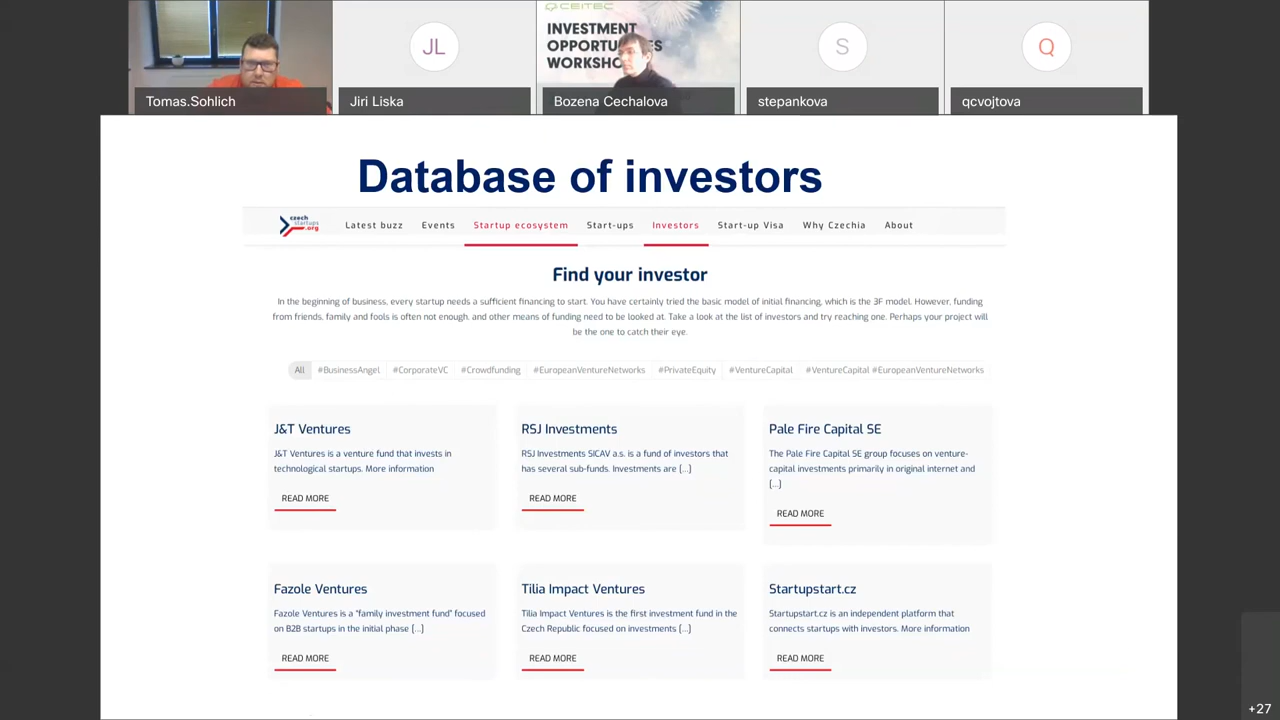 CEITEC
INVESTMENT
OPPORTU ES
WORKSHO
JL
S
Q
Tomas.Sohlich
Jiri Liska
Bozena Cechalova
stepankova
qcvojtova
Database of investors
czech
startups
.org
Latest buzz
Events
Startup ecosystem
Start-ups
Investors
Start-up Visa
Why Czechia
About
Find your investor
In the beginning of business, every startup needs a sufficient financing to start. You have certainly tried the basic model of initial financing, which is the 3F model. However, funding
from friends, family and fools is often not enough, and other means of funding need to be looked at. Take a look at the list of investors and try reaching one. Perhaps your project will
be the one to catch their eye.
All #BusinessAngel #CorporateVC #Crowdfunding #EuropeanVentureNetworks #PrivateEquity #VentureCapital #VentureCapital #EuropeanVentureNetworks
J&T Ventures
J&T Ventures is a venture fund that invests in
technological startups. More information
READ MORE
RSJ Investments
RSJ Investments SICAV a.s. is a fund of investors that
has several sub-funds. Investments are [...]
READ MORE
Pale Fire Capital SE
The Pale Fire Capital SE group focuses on venture-
capital investments primarily in original internet and
[...]
READ MORE
Fazole Ventures
Fazole Ventures is a "family investment fund" focused
on B2B startups in the initial phase [...]
READ MORE
Tilia Impact Ventures
Tilia Impact Ventures is the first investment fund in the
Czech Republic focused on investments [...]
READ MORE
Startupstart.cz
Startupstart.cz is an independent platform that
connects startups with investors. More information
READ MORE
+27